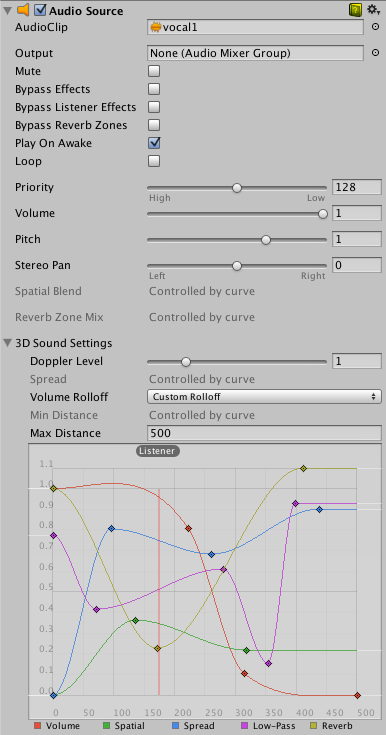 Audio Source
AudioClip vocal1
Output None (Audio Mixer Group)
Mute
Bypass Effects
Bypass Listener Effects
Bypass Reverb Zones
Play On Awake
Loop
Priority 128
High Low
Volume 1
Pitch 1
Stereo Pan 0
Left Right
Spatial Blend Controlled by curve
Reverb Zone Mix Controlled by curve
3D Sound Settings
Doppler Level 1
Spread Controlled by curve
Volume Rolloff Custom Rolloff
Min Distance Controlled by curve
Max Distance 500
Listener
1.1
1.0
0.9
0.8
0.7
0.6
0.5
0.4
0.3
0.2
0.1
0.0
0 50 100 150 200 250 300 350 400 450 500
Volume Spatial Spread Low-Pass Reverb